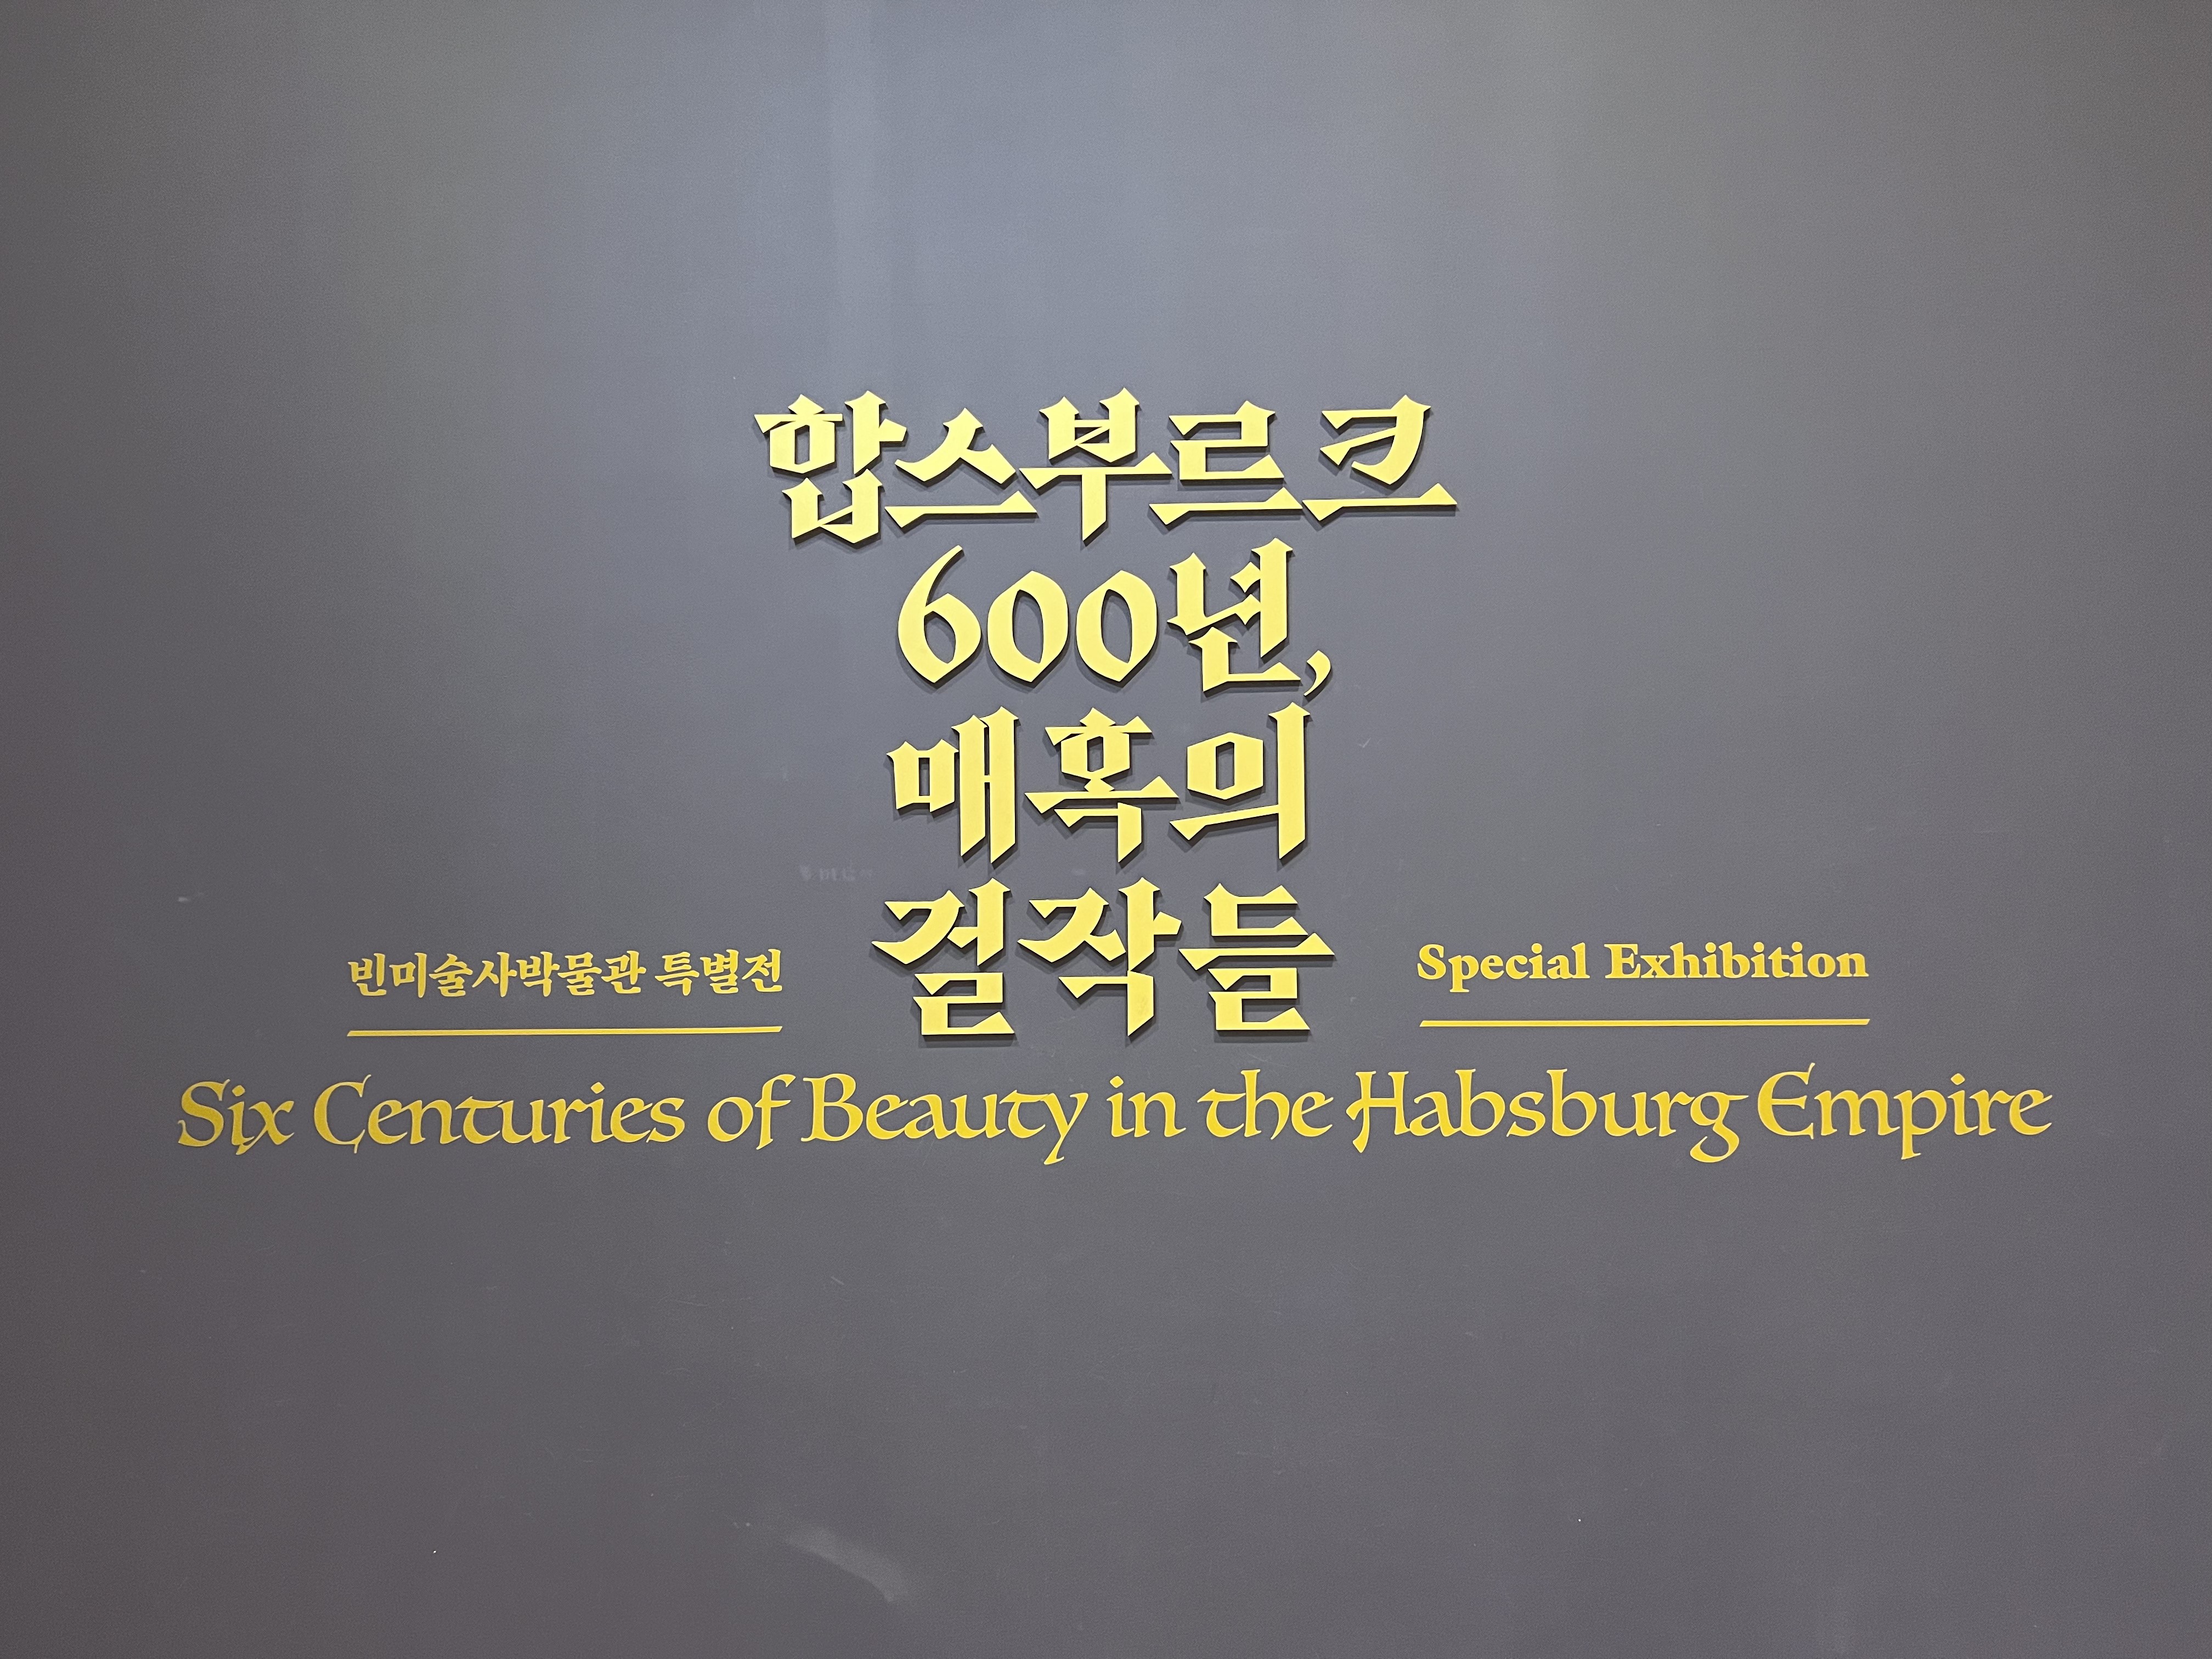 합스부르크
600년,
매혹의
걸작들
빈미술사박물관 특별전
Special Exhibition
Six Centuries of Beauty in the Habsburg Empire